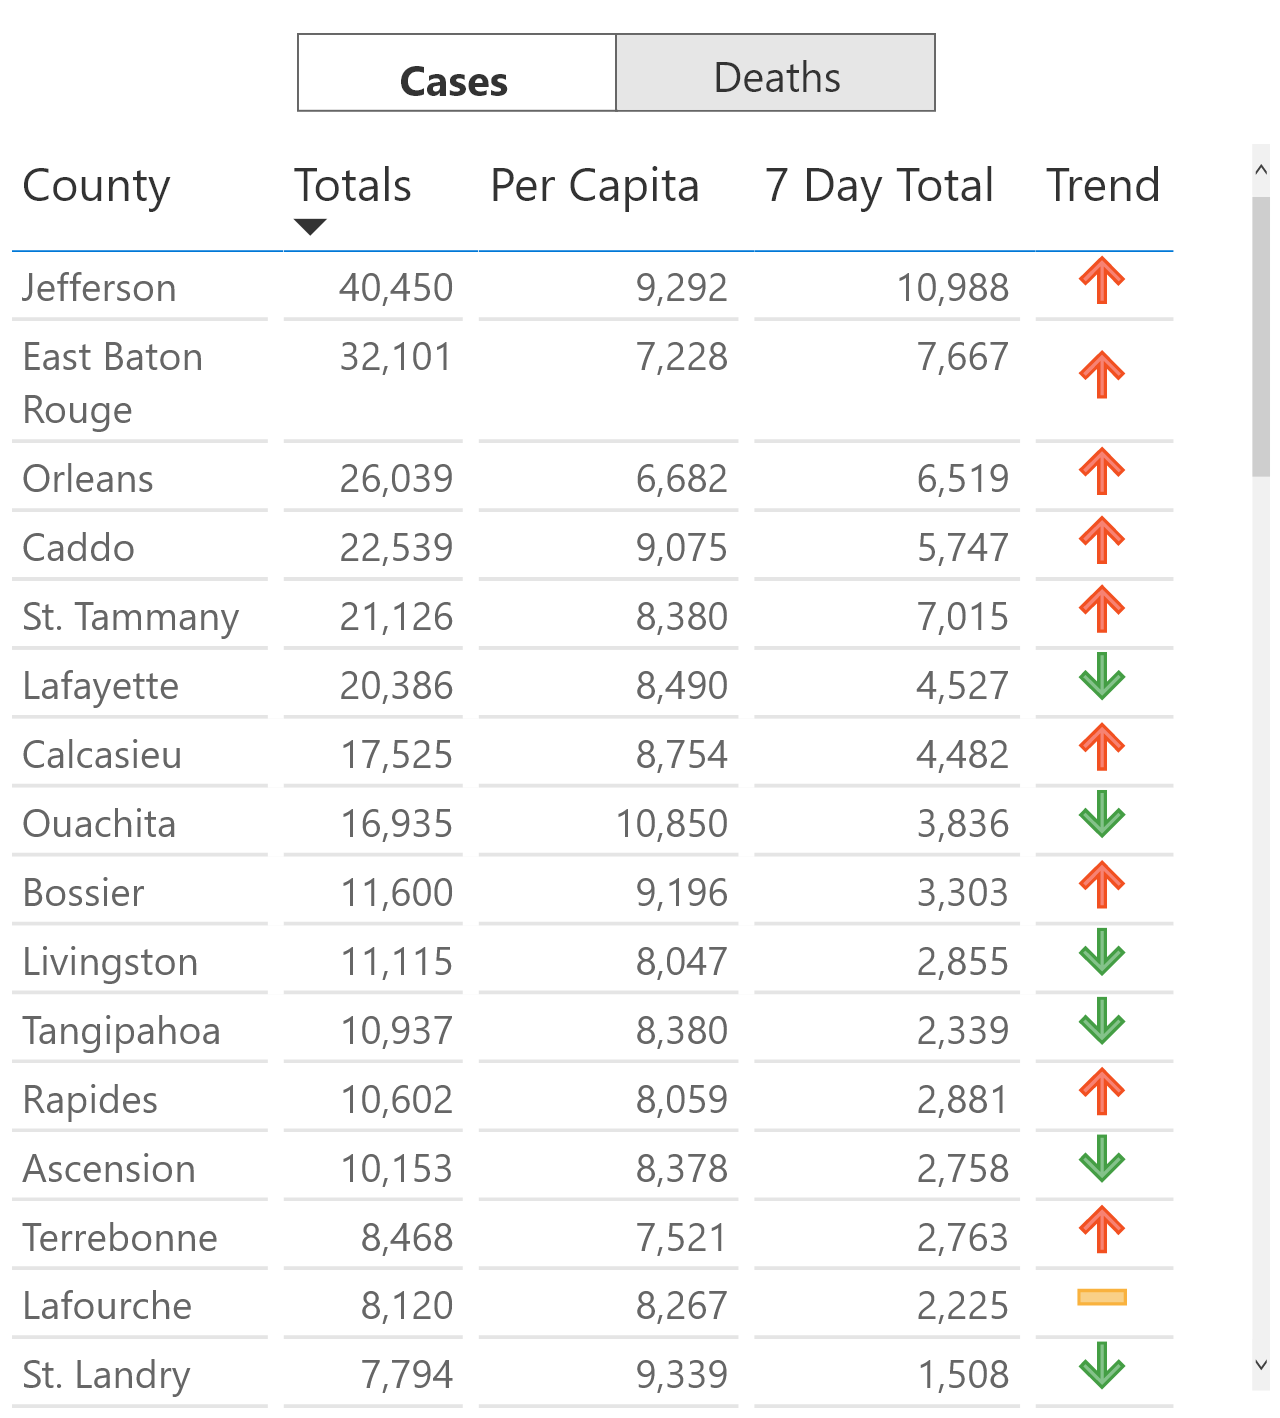 Cases Deaths
County Totals Per Capita 7 Day Total Trend
Jefferson 40,450 9,292 10,988
East Baton 32,101 7,228 7,667
Rouge
Orleans 26,039 6,682 6,519
Caddo 22,539 9,075 5,747
St. Tammany 21,126 8,380 7,015
Lafayette 20,386 8,490 4,527
Calcasieu 17,525 8,754 4,482
Ouachita 16,935 10,850 3,836
Bossier 11,600 9,196 3,303
Livingston 11,115 8,047 2,855
Tangipahoa 10,937 8,380 2,339
Rapides 10,602 8,059 2,881
Ascension 10,153 8,378 2,758
Terrebonne 8,468 7,521 2,763
Lafourche 8,120 8,267 2,225
St. Landry 7,794 9,339 1,508